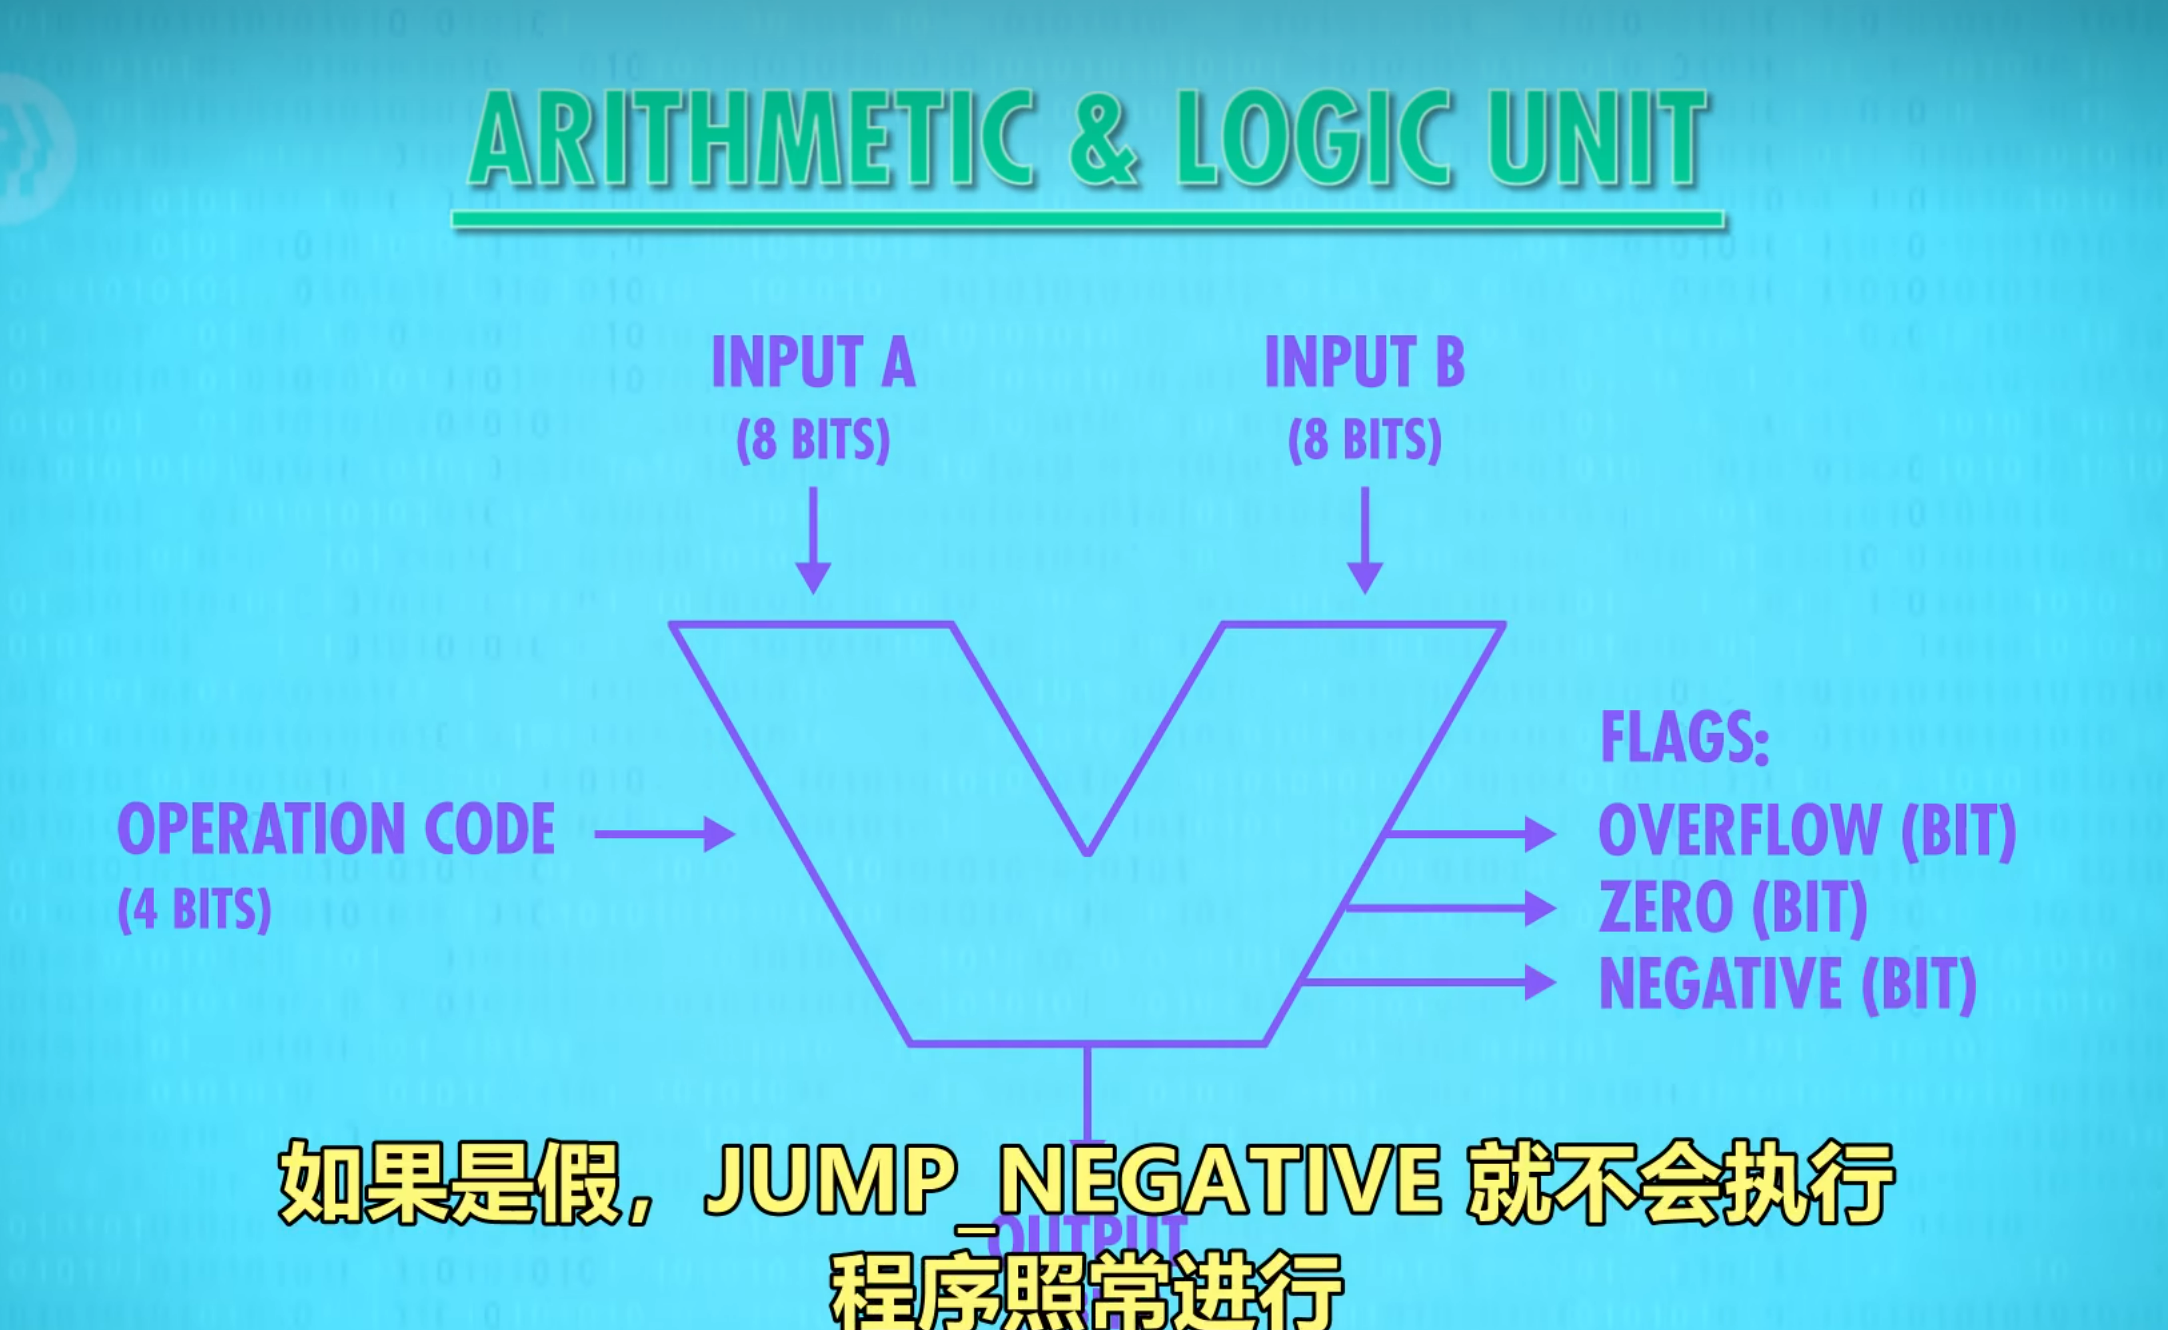 ARITHMETIC & LOGIC UNIT
INPUT A
(8 BITS)
INPUT B
(8 BITS)
OPERATION CODE
(4 BITS)
FLAGS:
OVERFLOW (BIT)
ZERO (BIT)
NEGATIVE (BIT)
OUTPUT
如果是假，JUMP_NEGATIVE 就不会执行
程序照常进行